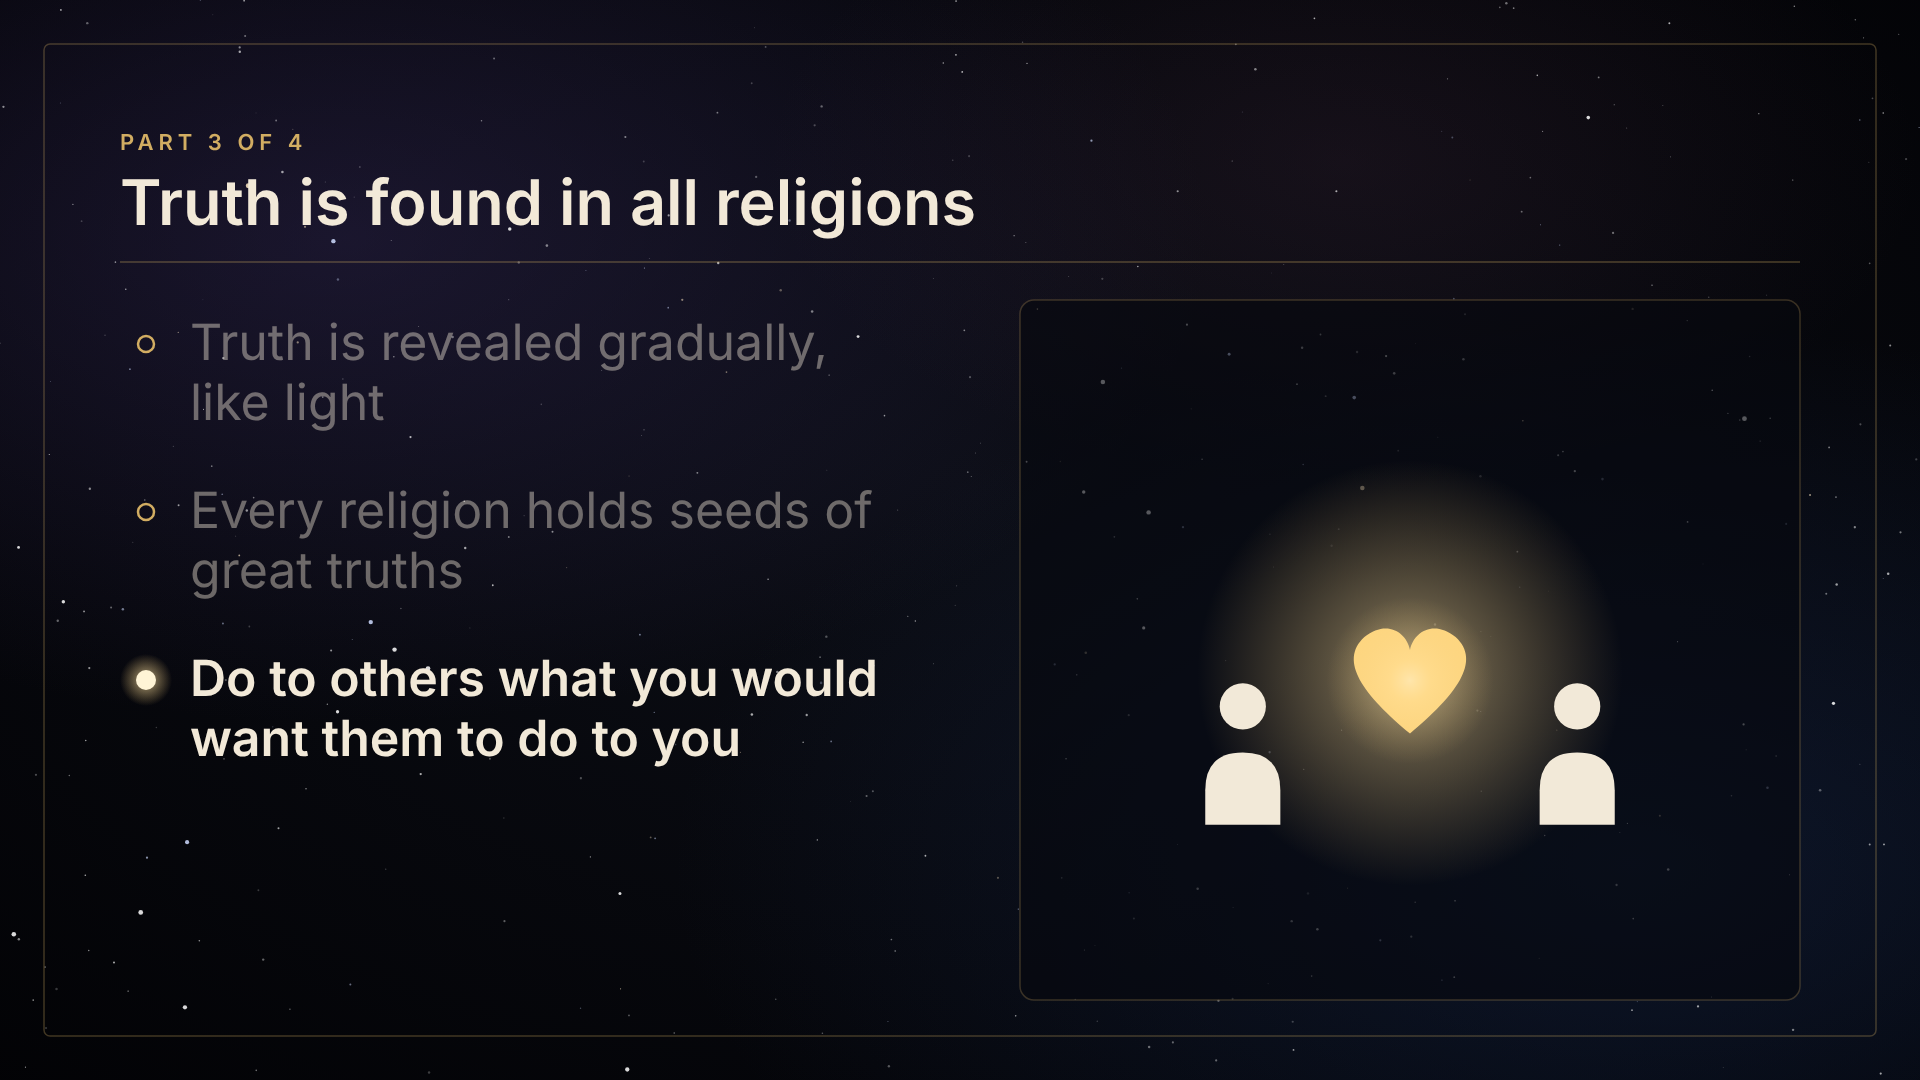 PART 3 OF 4
Truth is found in all religions
Truth is revealed gradually,
like light
Every religion holds seeds of
great truths
Do to others what you would
want them to do to you